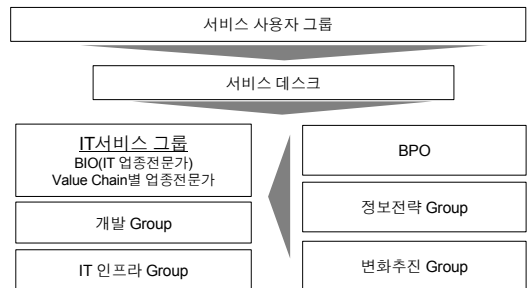 서비스 사용자 그룹
서비스 데스크
IT서비스 그룹
BIO(IT 업종전문가)
Value Chain별 업종전문가
개발 Group
IT 인프라 Group
BPO
정보전략 Group
변화추진 Group